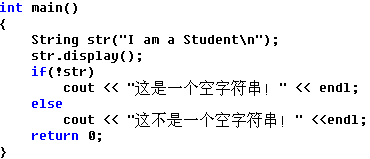 int main()
{
String str("I am a Student\n");
str.display();
if(!str)
cout << "这是一个空字符串！" << endl;
else
cout << "这不是一个空字符串！" <<endl;
return 0;
}